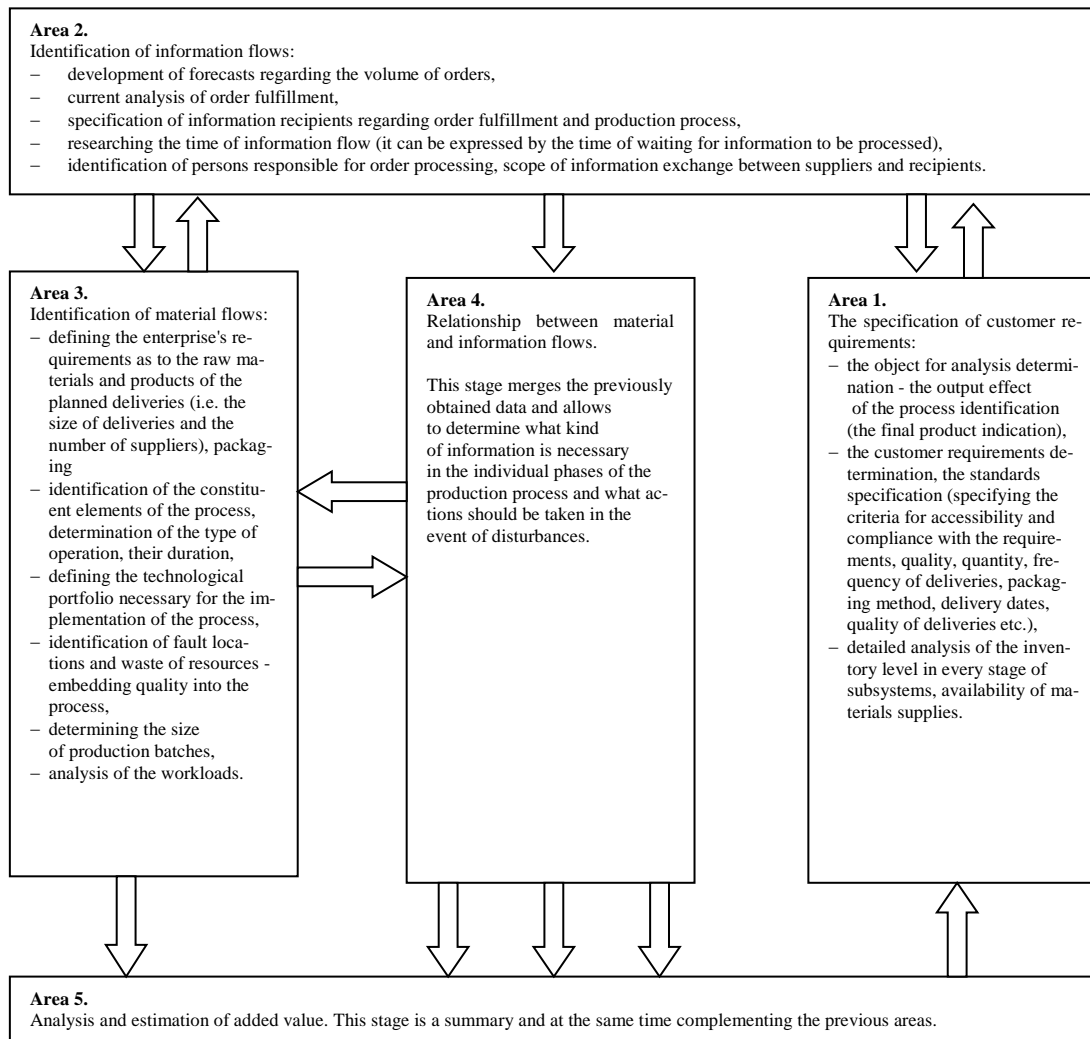 Area 2.
Identification of information flows:
– development of forecasts regarding the volume of orders,
– current analysis of order fulfillment,
– specification of information recipients regarding order fulfillment and production process,
– researching the time of information flow (it can be expressed by the time of waiting for information to be processed),
– identification of persons responsible for order processing, scope of information exchange between suppliers and recipients.
Area 3.
Identification of material flows:
– defining the enterprise's re-
quirements as to the raw ma-
terials and products of the
planned deliveries (i.e. the
size of deliveries and the
number of suppliers), packag-
ing
– identification of the constitu-
ent elements of the process,
determination of the type of
operation, their duration,
– defining the technological
portfolio necessary for the im-
plementation of the process,
– identification of fault loca-
tions and waste of resources -
embedding quality into the
process,
– determining the size
of production batches,
– analysis of the workloads.
Area 4.
Relationship between material
and information flows.
This stage merges the previously
obtained data and allows
to determine what kind
of information is necessary
in the individual phases of the
production process and what ac-
tions should be taken in the
event of disturbances.
Area 1.
The specification of customer re-
quirements:
– the object for analysis determi-
nation - the output effect
of the process identification
(the final product indication),
– the customer requirements de-
termination, the standards
specification (specifying the
criteria for accessibility and
compliance with the require-
ments, quality, quantity, fre-
quency of deliveries, packag-
ing method, delivery dates,
quality of deliveries etc.),
– detailed analysis of the inven-
tory level in every stage of
subsystems, availability of ma-
terials supplies.
Area 5.
Analysis and estimation of added value. This stage is a summary and at the same time complementing the previous areas.